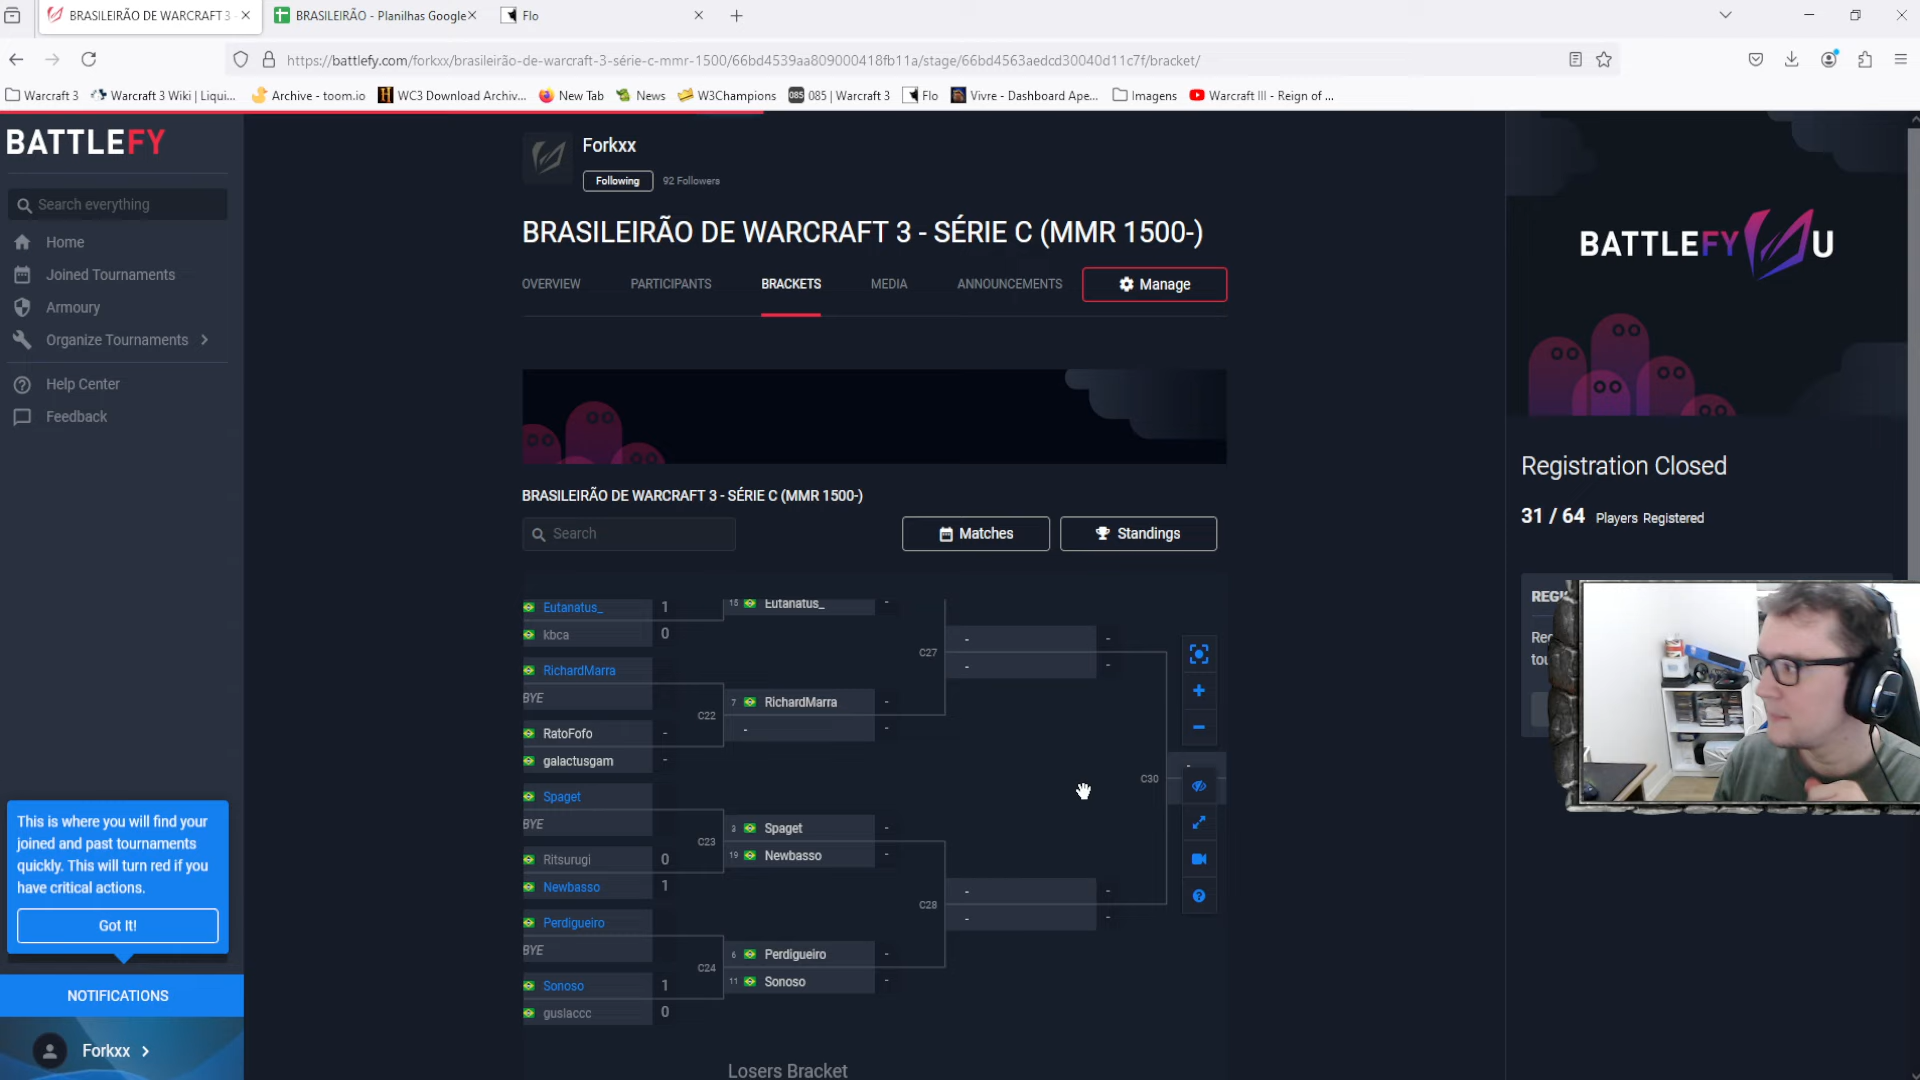 BRASILEIRÃO DE WARCRAFT 3 -
BRASILEIRÃO - Planilhas Google
Flo
https://battlefy.com/forkxx/brasileirão-de-warcraft-3-série-c-mmr-1500/66bd4539aa809000418fb11a/stage/66bd4563aedcd30040d11c7f/bracket/
Warcraft 3
Warcraft 3 Wiki | Liqui...
Archive - toom.io
WC3 Download Archiv...
New Tab
News
W3Champions
085 | Warcraft 3
Flo
Vivre - Dashboard Ape...
Imagens
Warcraft III - Reign of ...
BATTLEFY
Search everything
Home
Joined Tournaments
Armoury
Organize Tournaments
Help Center
Feedback
This is where you will find your
joined and past tournaments
quickly. This will turn red if you
have critical actions.
Got It!
NOTIFICATIONS
Forkxx
Forkxx
Following
92 Followers
BRASILEIRÃO DE WARCRAFT 3 - SÉRIE C (MMR 1500-)
OVERVIEW
PARTICIPANTS
BRACKETS
MEDIA
ANNOUNCEMENTS
Manage
BRASILEIRÃO DE WARCRAFT 3 - SÉRIE C (MMR 1500-)
Search
Matches
Standings
Eutanatus_ 1
kbca 0
RichardMarra
BYE
RatoFofo -
galactusgam -
Spaget
BYE
Ritsurugi 0
Newbasso 1
Perdigueiro
BYE
Sonoso 1
guslaccc 0
15 Eutanatus_ -
C22
7 RichardMarra -
- -
C23
3 Spaget -
19 Newbasso -
C24
6 Perdigueiro -
11 Sonoso -
C27
- -
- -
C28
- -
- -
C30
-
Losers Bracket
BATTLEFY U
Registration Closed
31 / 64 Players Registered
REGI
Reg
tou